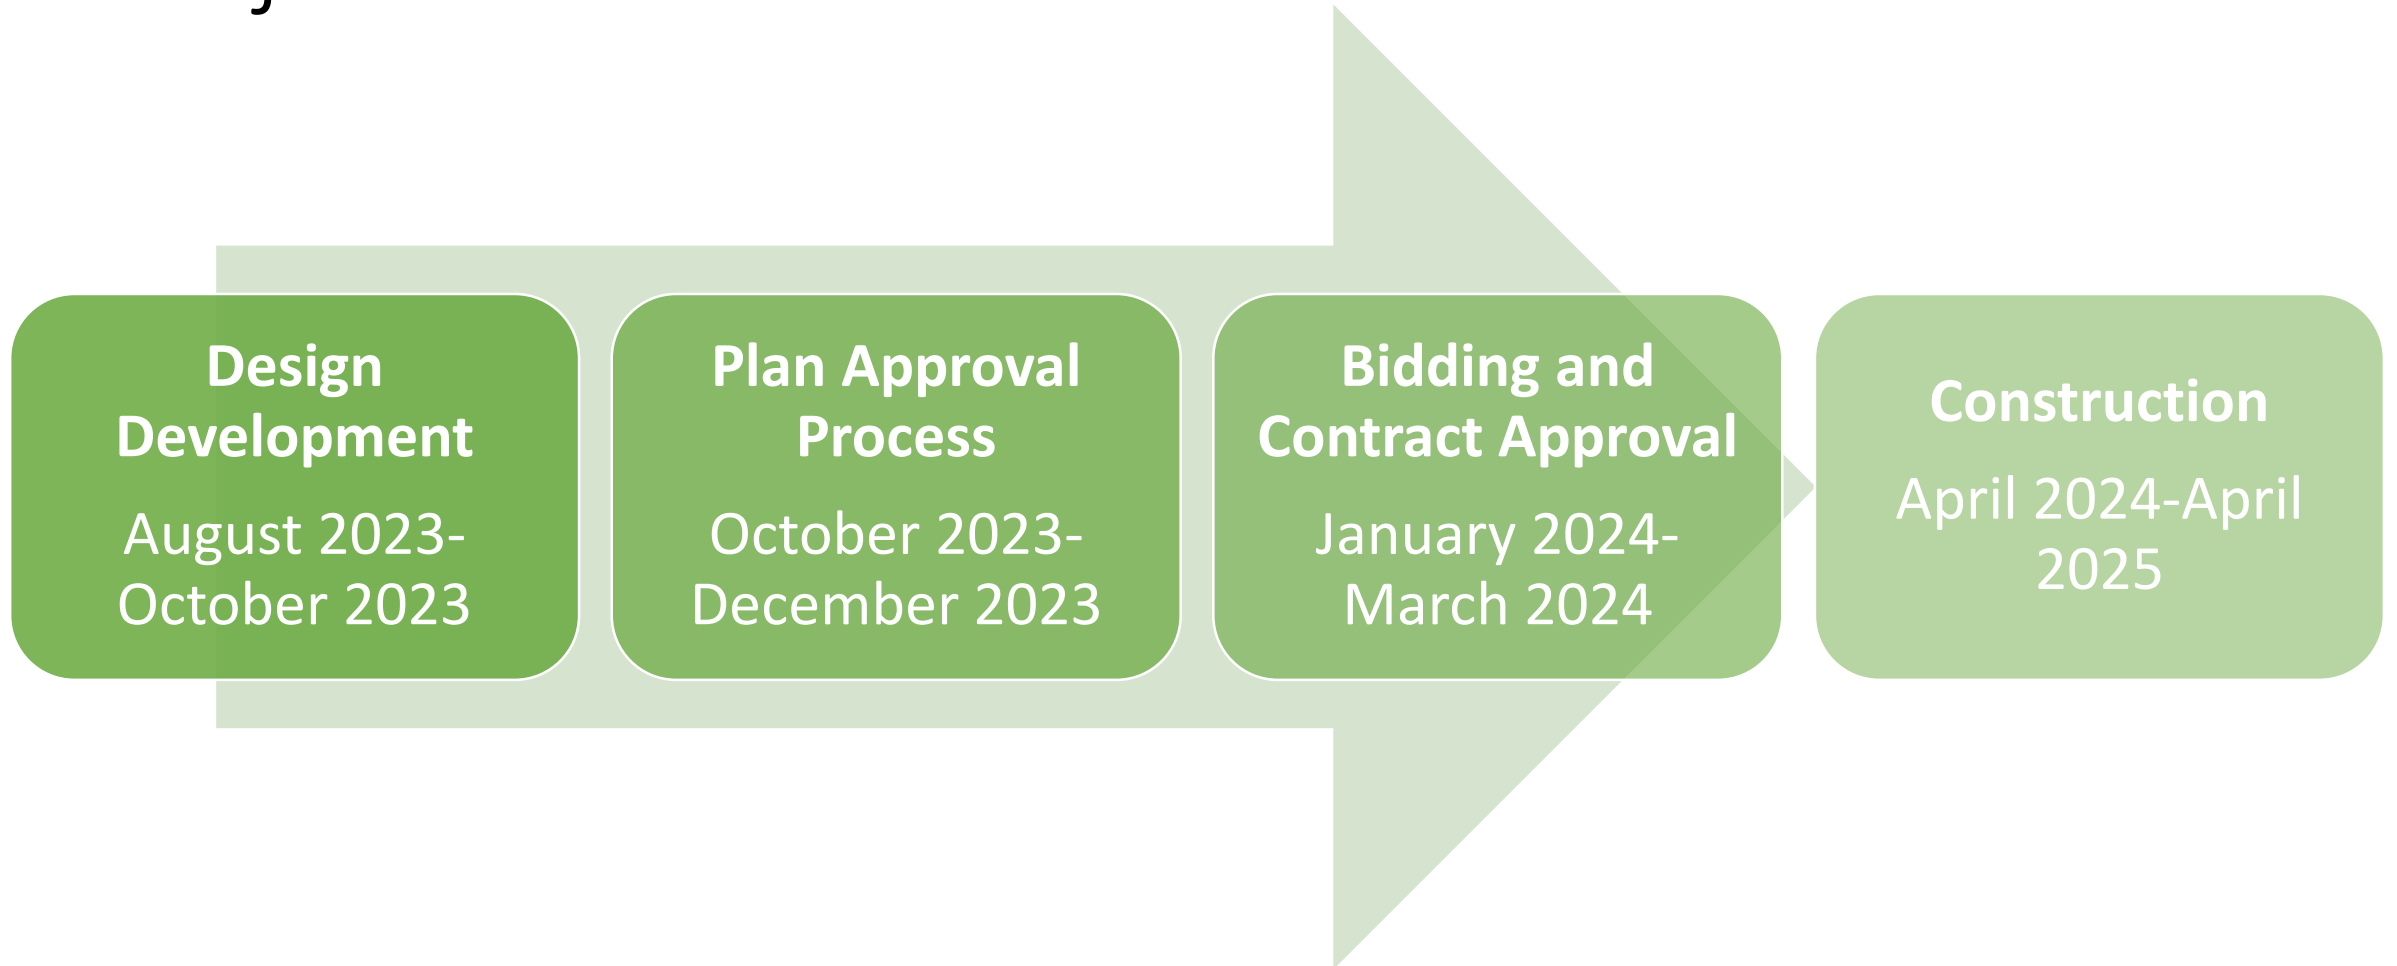 Design
Development
August 2023-
October 2023
Plan Approval
Process
October 2023-
December 2023
Bidding and
Contract Approval
January 2024-
March 2024
Construction
April 2024-April
2025